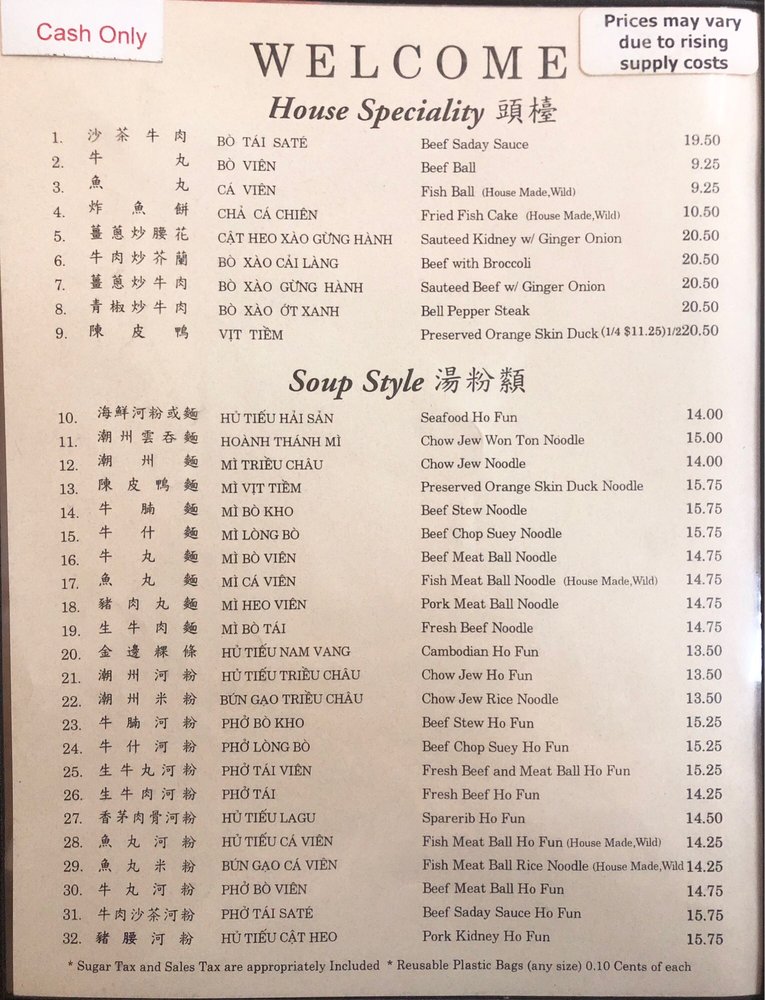 Cash Only
Prices may vary
due to rising
supply costs
WELCOME
House Speciality 頭檯
1. 沙茶牛肉 BÒ TÁI SATÉ Beef Saday Sauce 19.50
2. 牛丸 BÒ VIÊN Beef Ball 9.25
3. 魚丸 CÁ VIÊN Fish Ball (House Made,Wild) 9.25
4. 炸魚餅 CHẢ CÁ CHIÊN Fried Fish Cake (House Made,Wild) 10.50
5. 薑蔥炒腰花 CẬT HEO XÀO GỪNG HÀNH Sauteed Kidney w/ Ginger Onion 20.50
6. 牛肉炒芥蘭 BÒ XÀO CẢI LÀNG Beef with Broccoli 20.50
7. 薑蔥炒牛肉 BÒ XÀO GỪNG HÀNH Sauteed Beef w/ Ginger Onion 20.50
8. 青椒炒牛肉 BÒ XÀO ỚT XANH Bell Pepper Steak 20.50
9. 陳皮鴨 VỊT TIỀM Preserved Orange Skin Duck (1/4 $11.25)1/2 20.50
Soup Style 湯粉類
10. 海鮮河粉或麵 HỦ TIẾU HẢI SẢN Seafood Ho Fun 14.00
11. 潮州雲吞麵 HOÀNH THÁNH MÌ Chow Jew Won Ton Noodle 15.00
12. 潮州麵 MÌ TRIỀU CHÂU Chow Jew Noodle 14.00
13. 陳皮鴨麵 MÌ VỊT TIỀM Preserved Orange Skin Duck Noodle 15.75
14. 牛腩麵 MÌ BÒ KHO Beef Stew Noodle 15.75
15. 牛什麵 MÌ LÒNG BÒ Beef Chop Suey Noodle 15.75
16. 牛丸麵 MÌ BÒ VIÊN Beef Meat Ball Noodle 14.75
17. 魚丸麵 MÌ CÁ VIÊN Fish Meat Ball Noodle (House Made,Wild) 14.75
18. 豬肉丸麵 MÌ HEO VIÊN Pork Meat Ball Noodle 14.75
19. 生牛肉麵 MÌ BÒ TÁI Fresh Beef Noodle 14.75
20. 金邊粿條 HỦ TIẾU NAM VANG Cambodian Ho Fun 13.50
21. 潮州河粉 HỦ TIẾU TRIỀU CHÂU Chow Jew Ho Fun 13.50
22. 潮州米粉 BÚN GẠO TRIỀU CHÂU Chow Jew Rice Noodle 13.50
23. 牛腩河粉 PHỞ BÒ KHO Beef Stew Ho Fun 15.25
24. 牛什河粉 PHỞ LÒNG BÒ Beef Chop Suey Ho Fun 15.25
25. 生牛丸河粉 PHỞ TÁI VIÊN Fresh Beef and Meat Ball Ho Fun 15.25
26. 生牛肉河粉 PHỞ TÁI Fresh Beef Ho Fun 14.25
27. 香茅肉骨河粉 HỦ TIẾU LAGU Sparerib Ho Fun 14.50
28. 魚丸河粉 HỦ TIẾU CÁ VIÊN Fish Meat Ball Ho Fun (House Made,Wild) 14.25
29. 魚丸米粉 BÚN GẠO CÁ VIÊN Fish Meat Ball Rice Noodle (House Made,Wild 14.25
30. 牛丸河粉 PHỞ BÒ VIÊN Beef Meat Ball Ho Fun 14.75
31. 牛肉沙茶河粉 PHỞ TÁI SATÉ Beef Saday Sauce Ho Fun 15.75
32. 豬腰河粉 HỦ TIẾU CẬT HEO Pork Kidney Ho Fun 15.75
* Sugar Tax and Sales Tax are appropriately Included * Reusable Plastic Bags (any size) 0.10 Cents of each